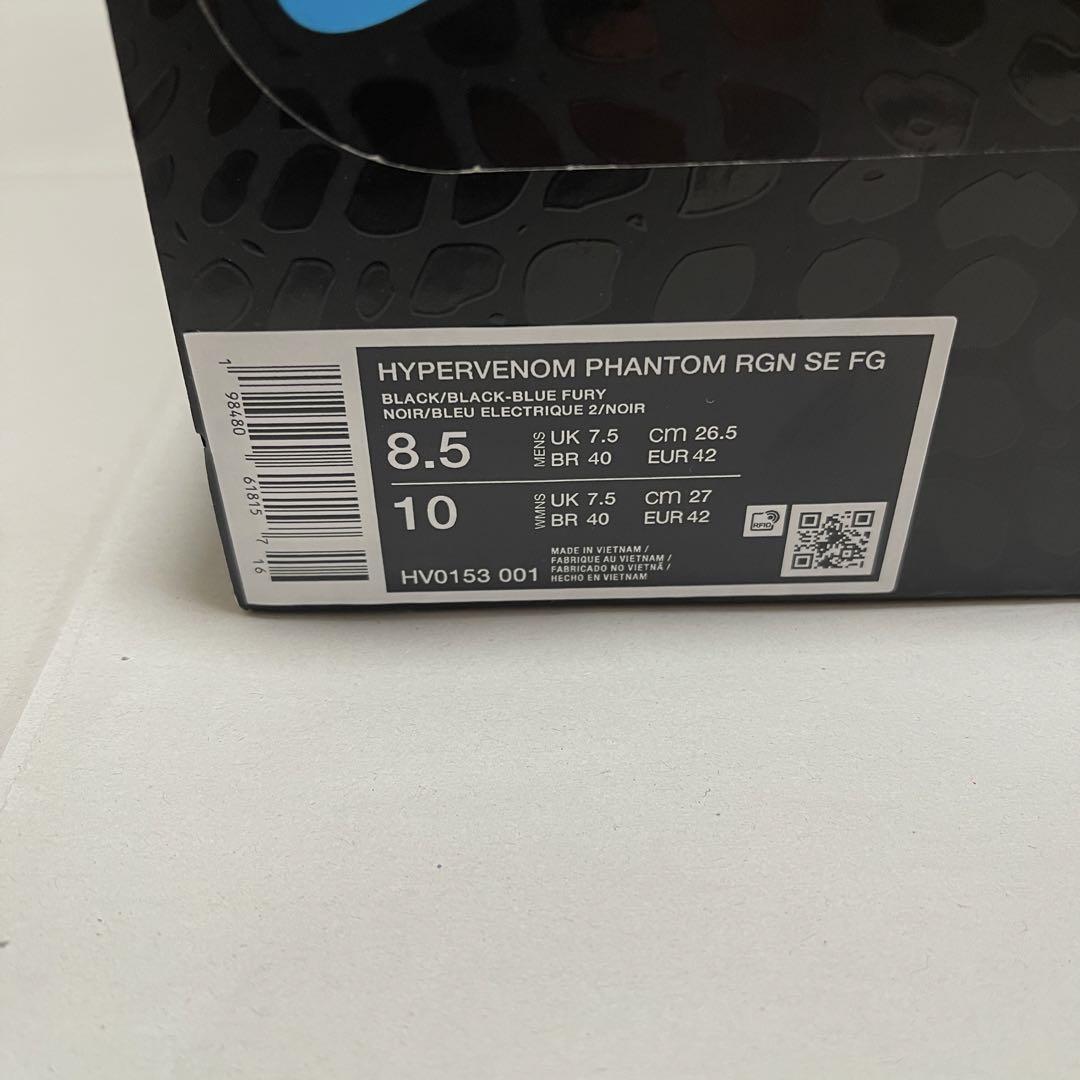 HYPERVENOM PHANTOM RGN SE FG
BLACK/BLACK-BLUE FURY
NOIR/BLEU ELECTRIQUE 2/NOIR
8.5 MENS UK 7.5 cm 26.5
BR 40 EUR 42
10 WMNS UK 7.5 cm 27
BR 40 EUR 42
RFID
HV0153 001
MADE IN VIETNAM /
FABRIQUE AU VIETNAM /
FABRICADO NO VIETNÃ /
HECHO EN VIETNAM
1 98480 61815 7 16